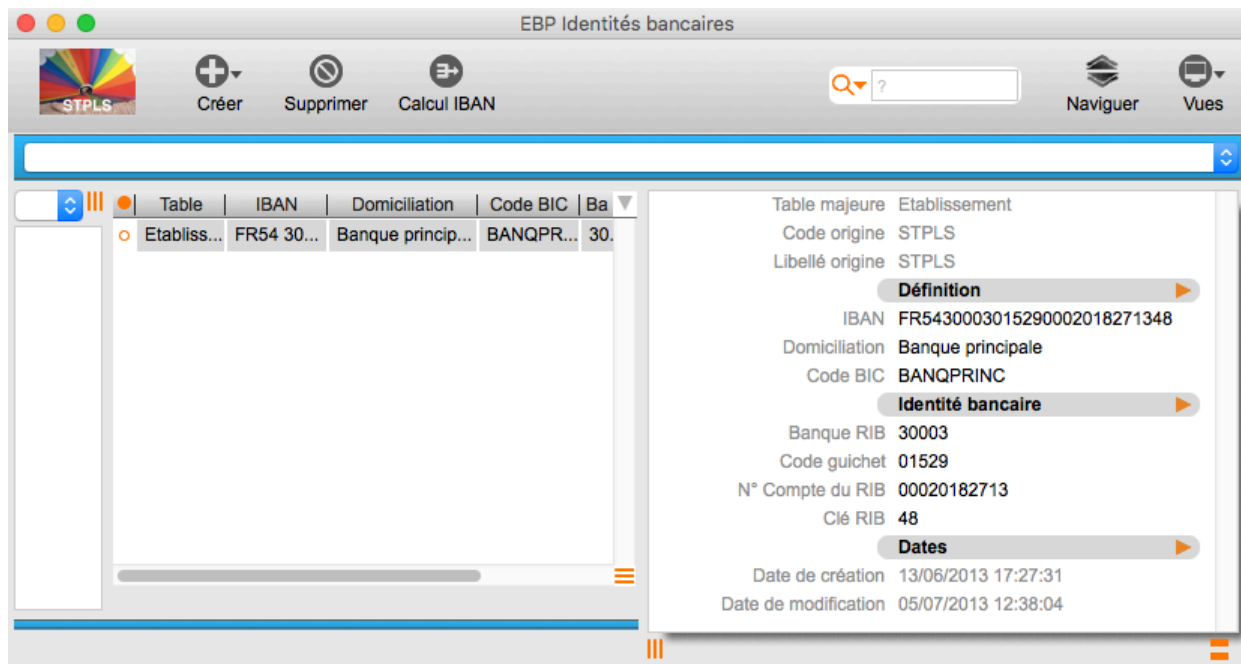 EBP Identités bancaires
STPLS
Créer Supprimer Calcul IBAN ? Naviguer Vues
Table IBAN Domiciliation Code BIC Ba
Etabliss... FR54 30... Banque princip... BANQPR... 30.
Table majeure Etablissement
Code origine STPLS
Libellé origine STPLS
Définition
IBAN FR5430003015290002018271348
Domiciliation Banque principale
Code BIC BANQPRINC
Identité bancaire
Banque RIB 30003
Code guichet 01529
N° Compte du RIB 00020182713
Clé RIB 48
Dates
Date de création 13/06/2013 17:27:31
Date de modification 05/07/2013 12:38:04